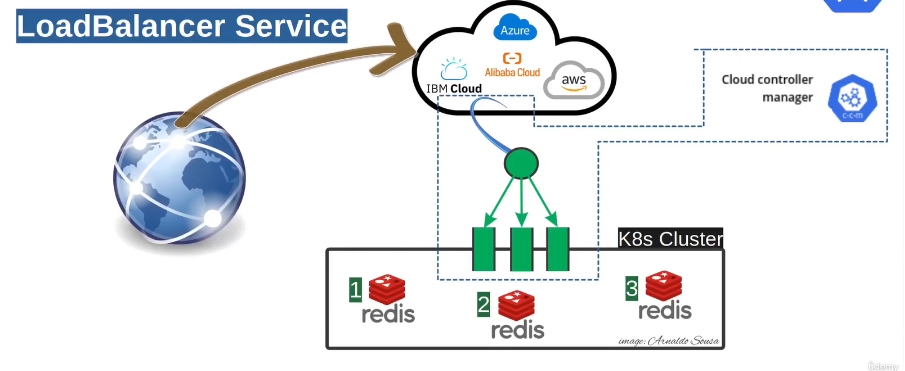 LoadBalancer Service
Azure
Alibaba Cloud
IBM Cloud
aws
Cloud controller
manager
c-c-m
K8s Cluster
1
redis
2
redis
3
redis
image: Arnaldo Sousa
Udemy